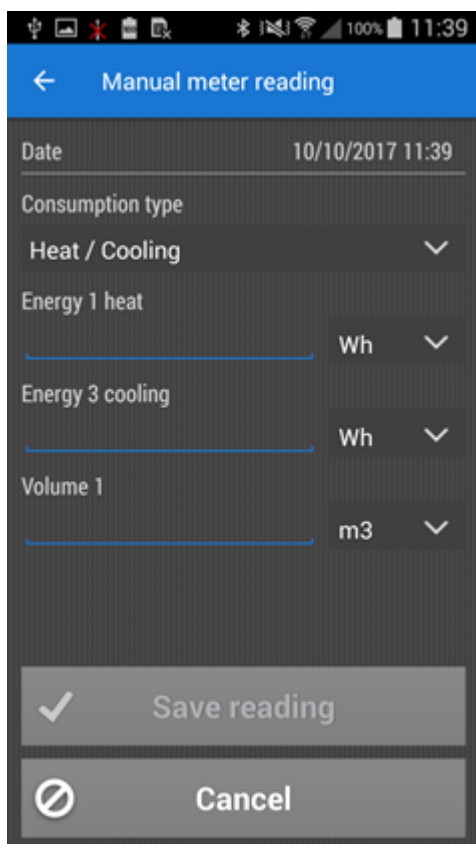 100% 11:39
Manual meter reading
Date 10/10/2017 11:39
Consumption type
Heat / Cooling
Energy 1 heat
Wh
Energy 3 cooling
Wh
Volume 1
m3
Save reading
Cancel